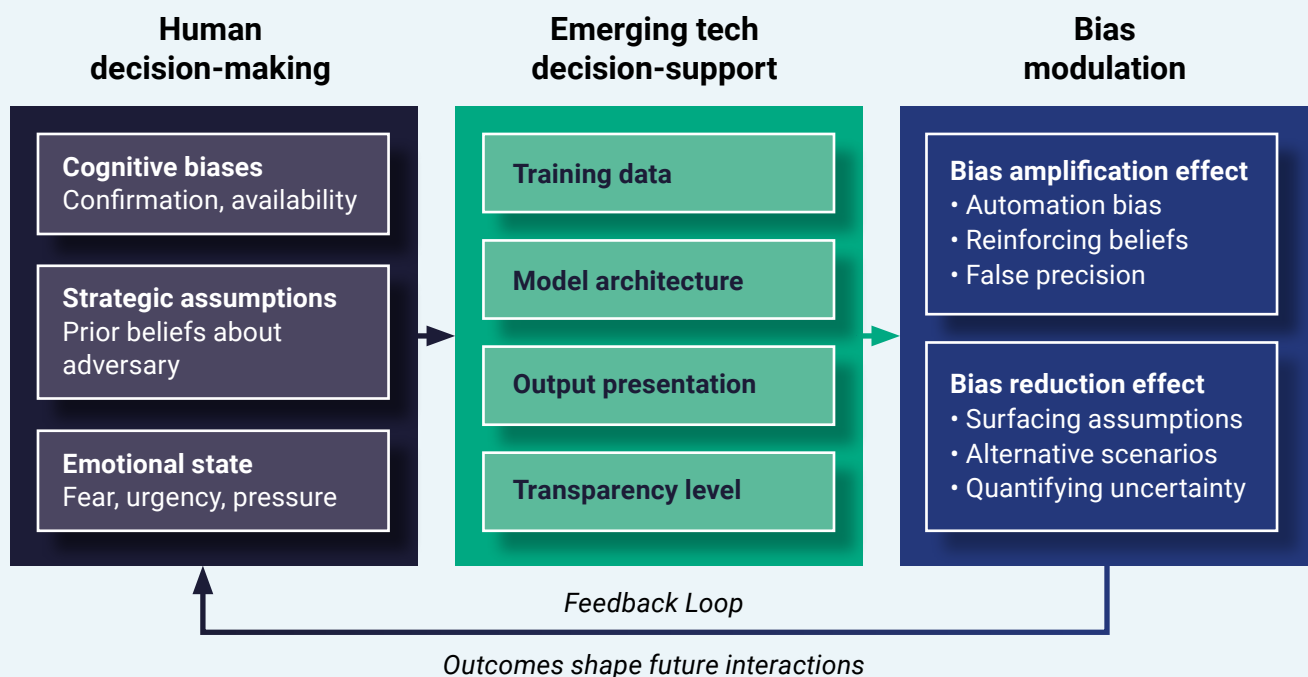 Human
decision-making
Cognitive biases
Confirmation, availability
Strategic assumptions
Prior beliefs about
adversary
Emotional state
Fear, urgency, pressure
Emerging tech
decision-support
Training data
Model architecture
Output presentation
Transparency level
Bias
modulation
Bias amplification effect
• Automation bias
• Reinforcing beliefs
• False precision
Bias reduction effect
• Surfacing assumptions
• Alternative scenarios
• Quantifying uncertainty
Feedback Loop
Outcomes shape future interactions